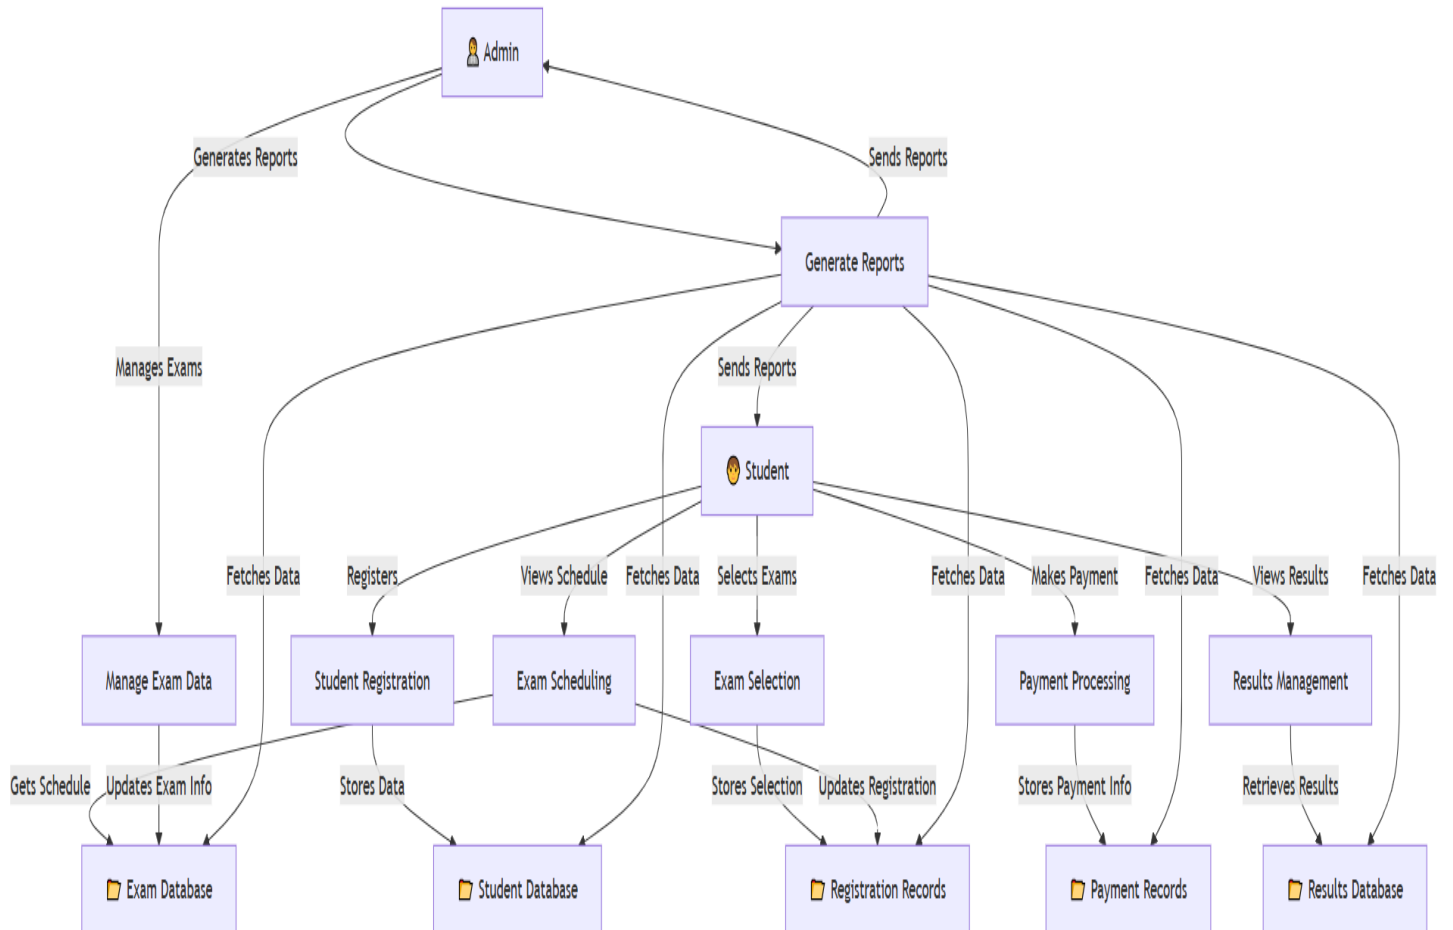 Admin
Generates Reports
Sends Reports
Generate Reports
Manages Exams
Sends Reports
Student
Fetches Data
Registers
Views Schedule
Fetches Data
Selects Exams
Fetches Data
Makes Payment
Fetches Data
Views Results
Fetches Data
Manage Exam Data
Student Registration
Exam Scheduling
Exam Selection
Payment Processing
Results Management
Gets Schedule
Updates Exam Info
Stores Data
Stores Selection
Updates Registration
Stores Payment Info
Retrieves Results
Exam Database
Student Database
Registration Records
Payment Records
Results Database